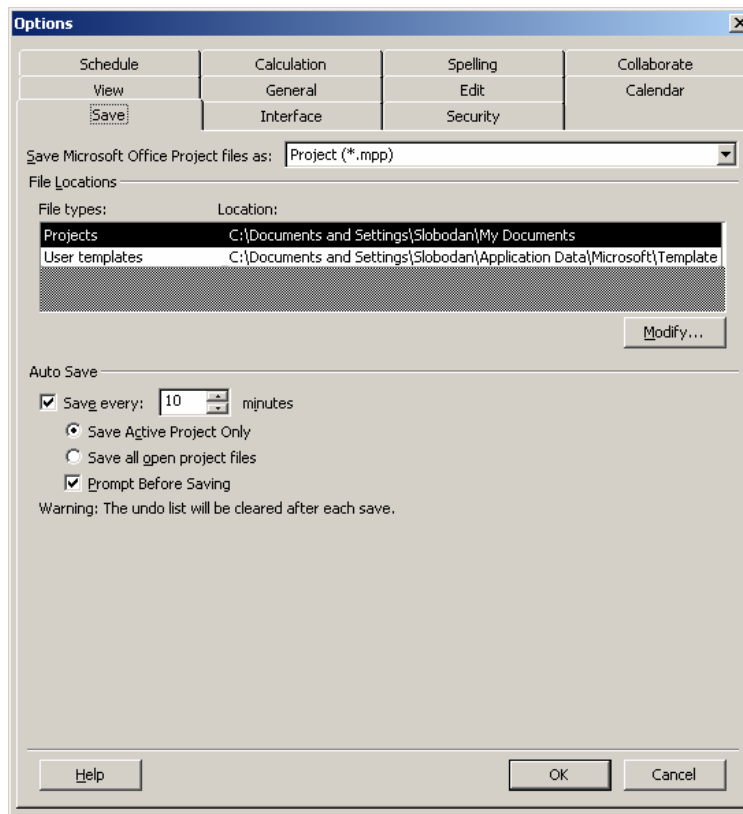 Options
Schedule Calculation Spelling Collaborate
View General Edit Calendar
Save Interface Security
Save Microsoft Office Project files as: Project (*.mpp)
File Locations
File types: Location:
Projects C:\Documents and Settings\Slobodan\My Documents
User templates C:\Documents and Settings\Slobodan\Application Data\Microsoft\Template
Modify...
Auto Save
Save every: 10 minutes
Save Active Project Only
Save all open project files
Prompt Before Saving
Warning: The undo list will be cleared after each save.
Help OK Cancel